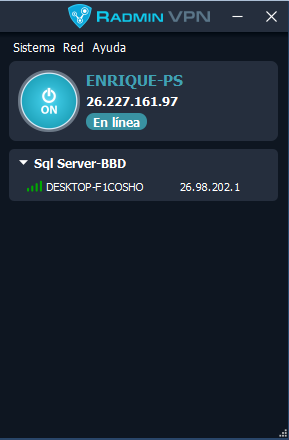 RADMIN VPN
Sistema Red Ayuda
ENRIQUE-PS
26.227.161.97
ON
En línea
Sql Server-BBD
DESKTOP-F1COSHO 26.98.202.1